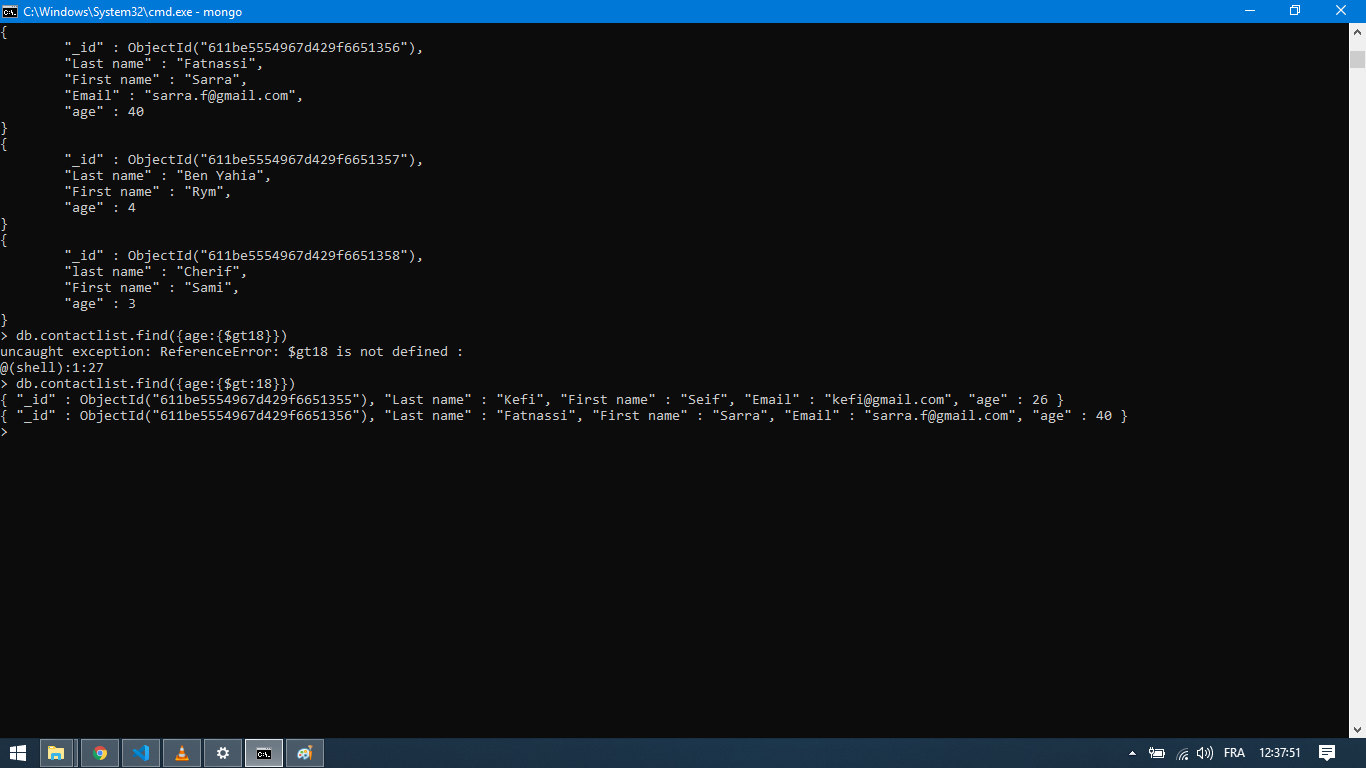 C:\Windows\System32\cmd.exe - mongo
{
"_id" : ObjectId("611be5554967d429f6651356"),
"Last name" : "Fatnassi",
"First name" : "Sarra",
"Email" : "sarra.f@gmail.com",
"age" : 40
}
{
"_id" : ObjectId("611be5554967d429f6651357"),
"Last name" : "Ben Yahia",
"First name" : "Rym",
"age" : 4
}
{
"_id" : ObjectId("611be5554967d429f6651358"),
"last name" : "Cherif",
"First name" : "Sami",
"age" : 3
}
> db.contactlist.find({age:{$gt18}})
uncaught exception: ReferenceError: $gt18 is not defined :
@(shell):1:27
> db.contactlist.find({age:{$gt:18}})
{ "_id" : ObjectId("611be5554967d429f6651355"), "Last name" : "Kefi", "First name" : "Seif", "Email" : "kefi@gmail.com", "age" : 26 }
{ "_id" : ObjectId("611be5554967d429f6651356"), "Last name" : "Fatnassi", "First name" : "Sarra", "Email" : "sarra.f@gmail.com", "age" : 40 }
>
FRA 12:37:51